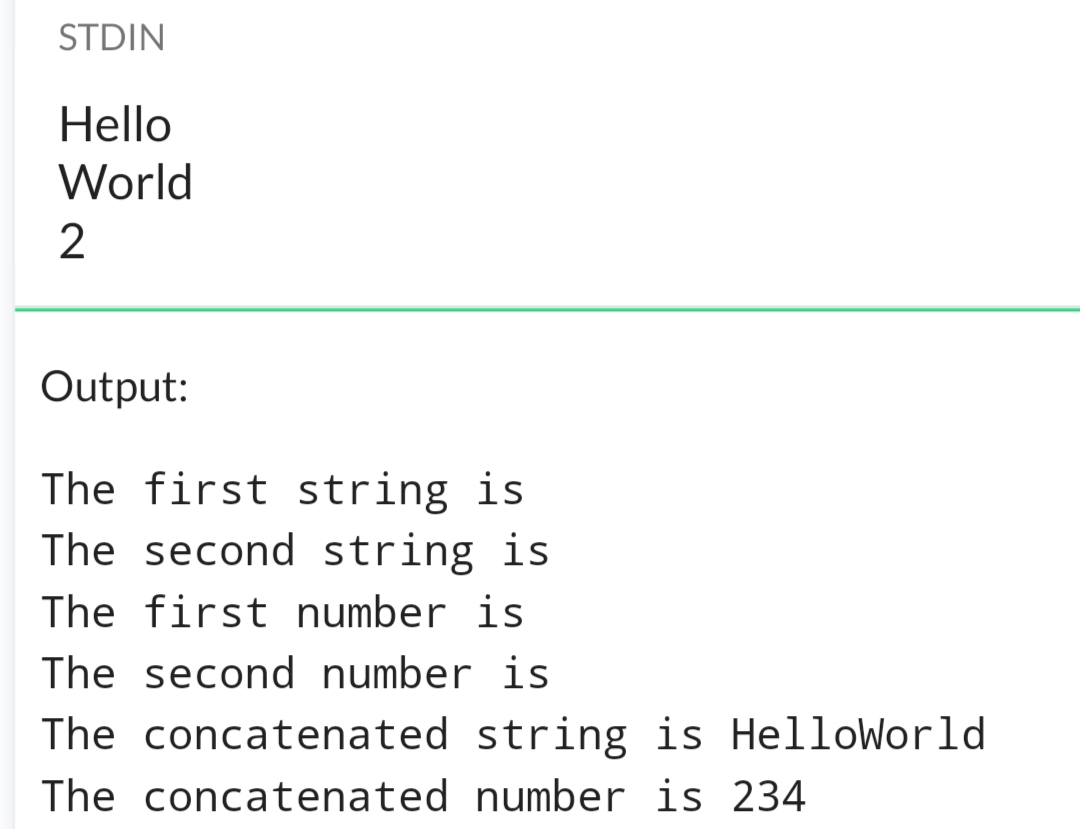 STDIN
Hello
World
2
Output:
The first string is
The second string is
The first number is
The second number is
The concatenated string is HelloWorld
The concatenated number is 234